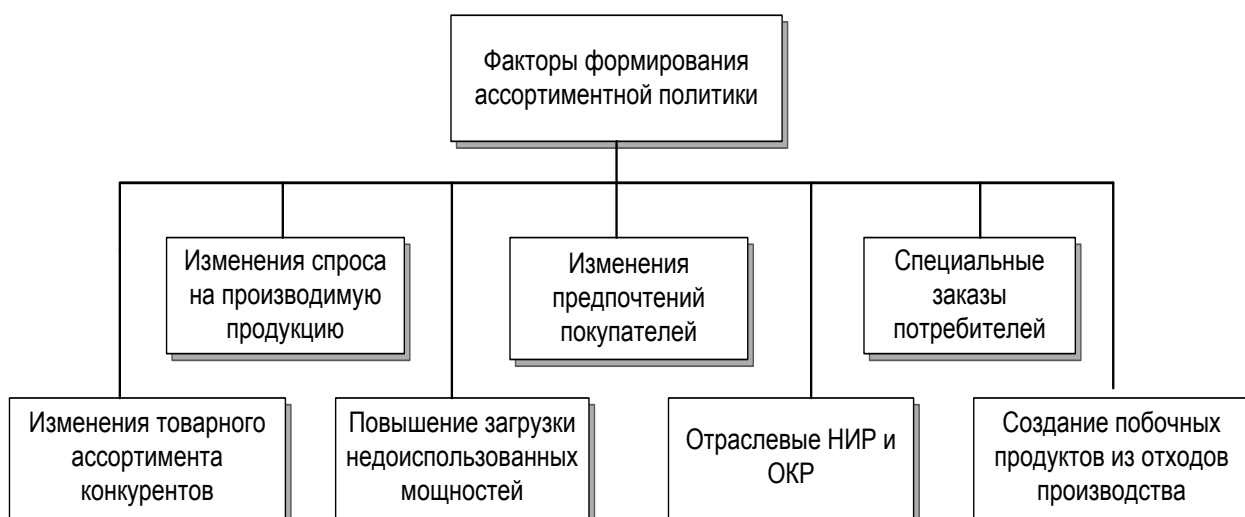 Факторы формирования
ассортиментной политики
Изменения спроса
на производимую
продукцию
Изменения
предпочтений
покупателей
Специальные
заказы
потребителей
Изменения товарного
ассортимента
конкурентов
Повышение загрузки
недоиспользованных
мощностей
Отраслевые НИР и
ОКР
Создание побочных
продуктов из отходов
производства